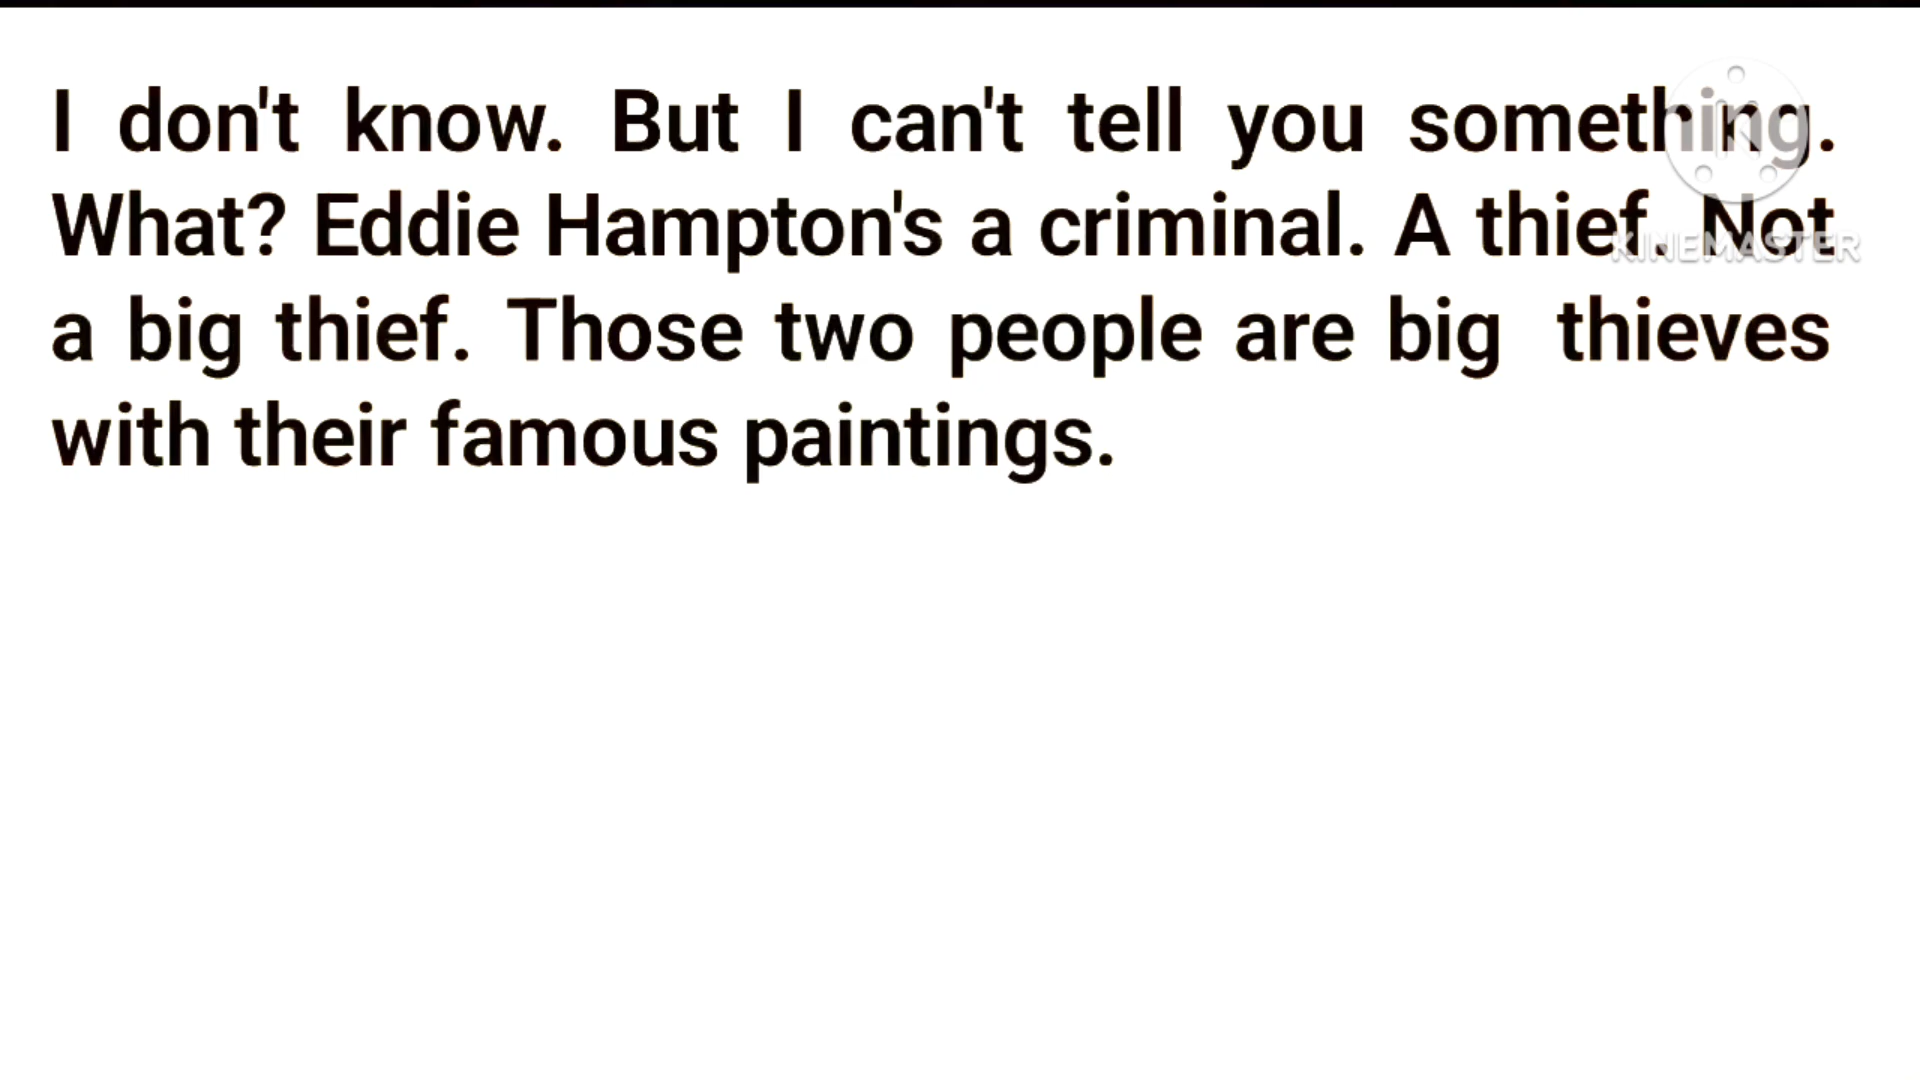 I don't know. But I can't tell you something.
What? Eddie Hampton's a criminal. A thief. Not
a big thief. Those two people are big thieves
with their famous paintings.
KINEMASTER